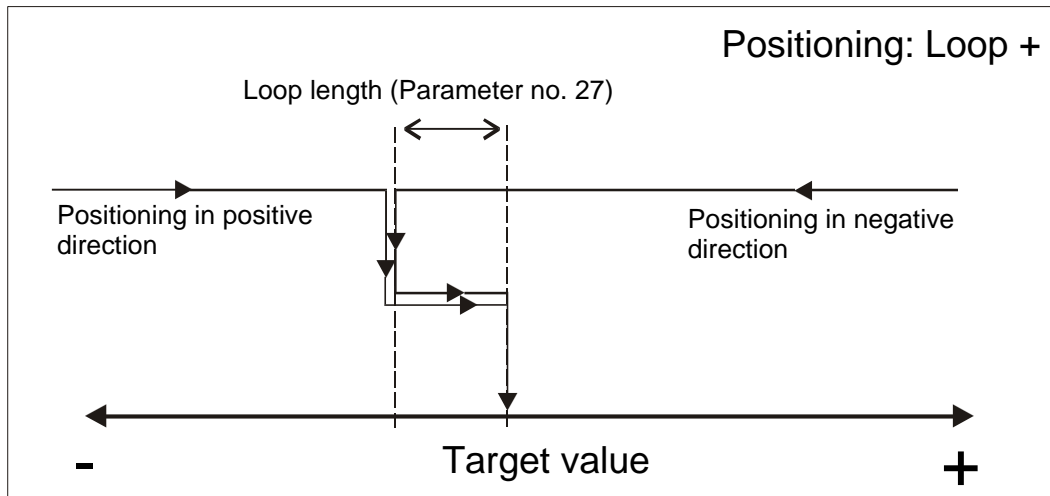 Positioning: Loop +
Loop length (Parameter no. 27)
Positioning in positive
direction
Positioning in negative
direction
- Target value +